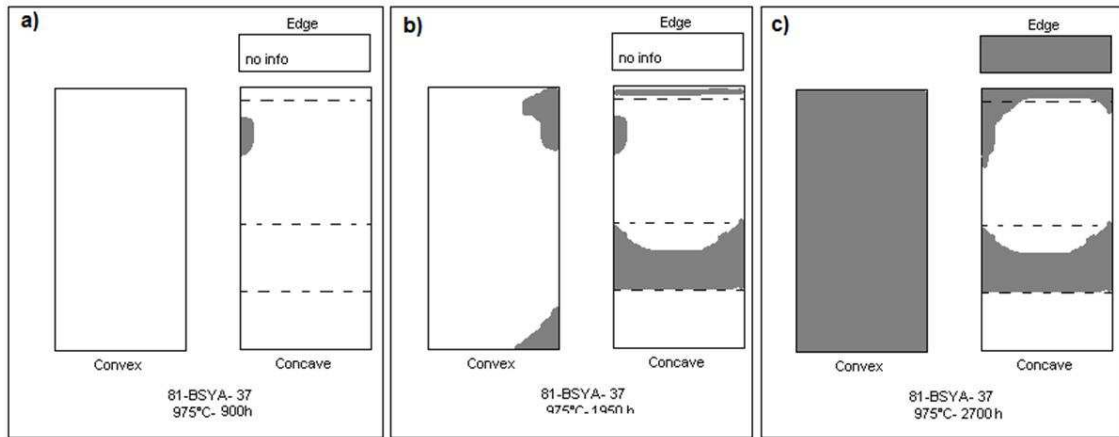 a)
Edge
no info
Convex
Concave
81-BSYA- 37
975°C- 900h
b)
Edge
no info
Convex
Concave
81-BSYA- 37
975°C-1950 h
c)
Edge
Convex
Concave
81-BSYA- 37
975°C-2700 h